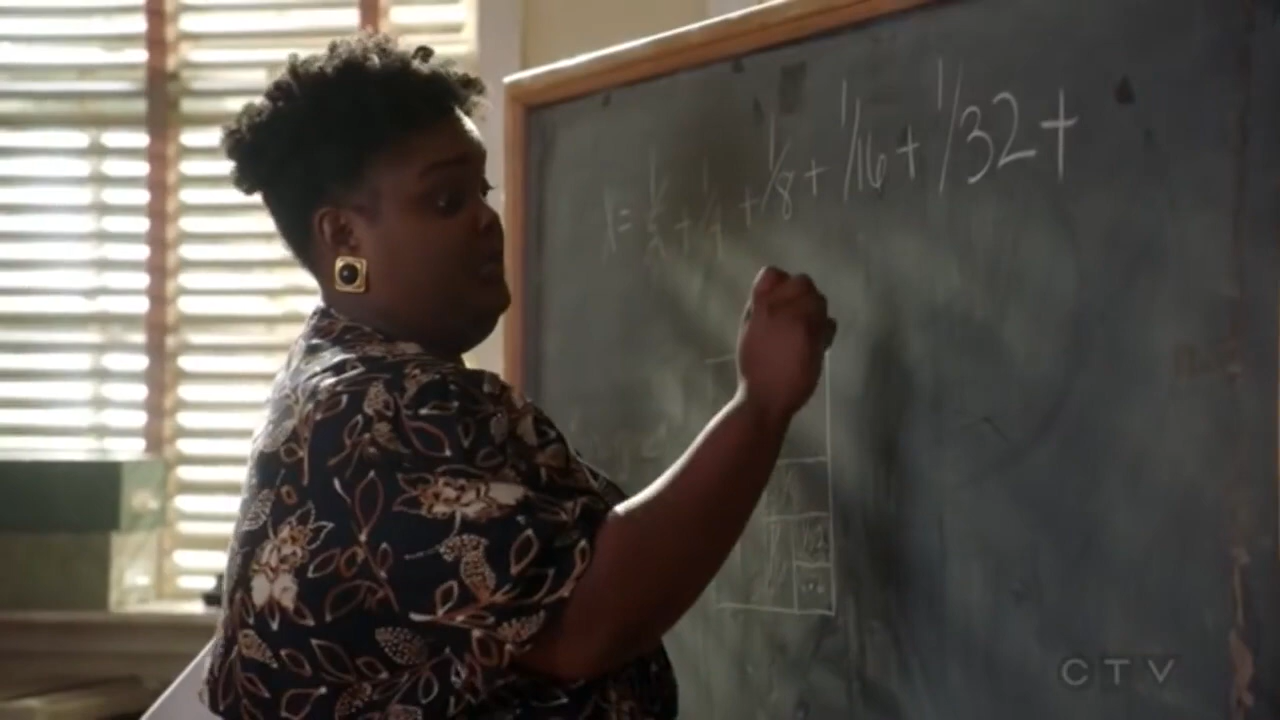 1 = 1/2 + 1/4 + 1/8 + 1/16 + 1/32 +
CTV